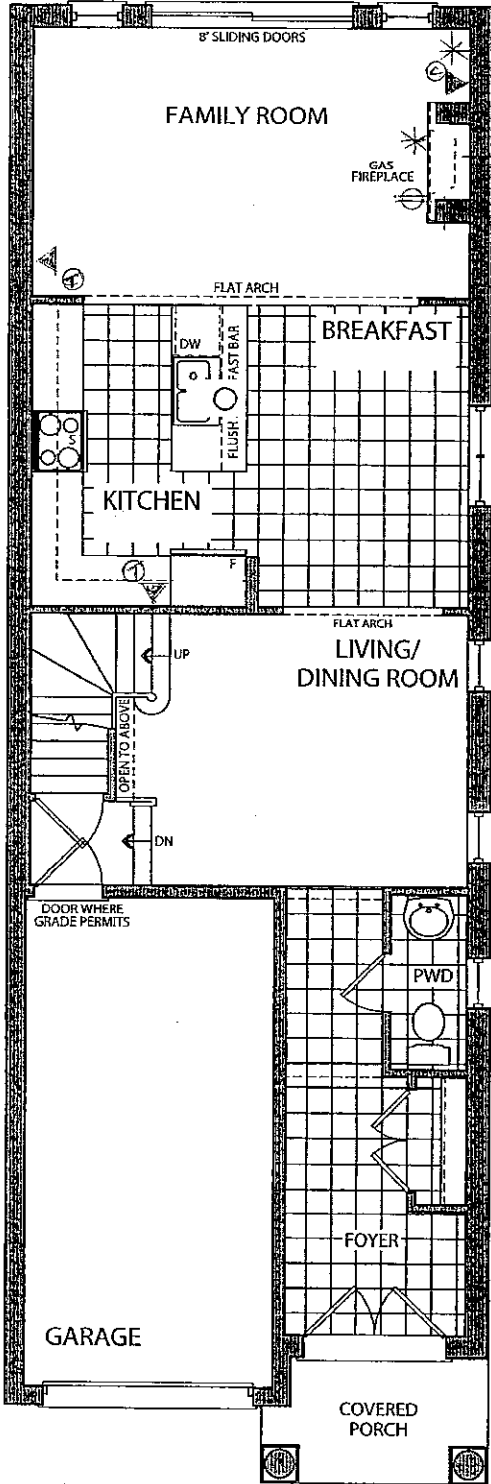 8' SLIDING DOORS
FAMILY ROOM
C
GAS
FIREPLACE
T
FLAT ARCH
BREAKFAST
DW
FLUSH. FAST BAR
S
KITCHEN
T
F
FLAT ARCH
UP
LIVING/
DINING ROOM
OPEN TO ABOVE
DN
DOOR WHERE
GRADE PERMITS
PWD
FOYER
GARAGE
COVERED
PORCH